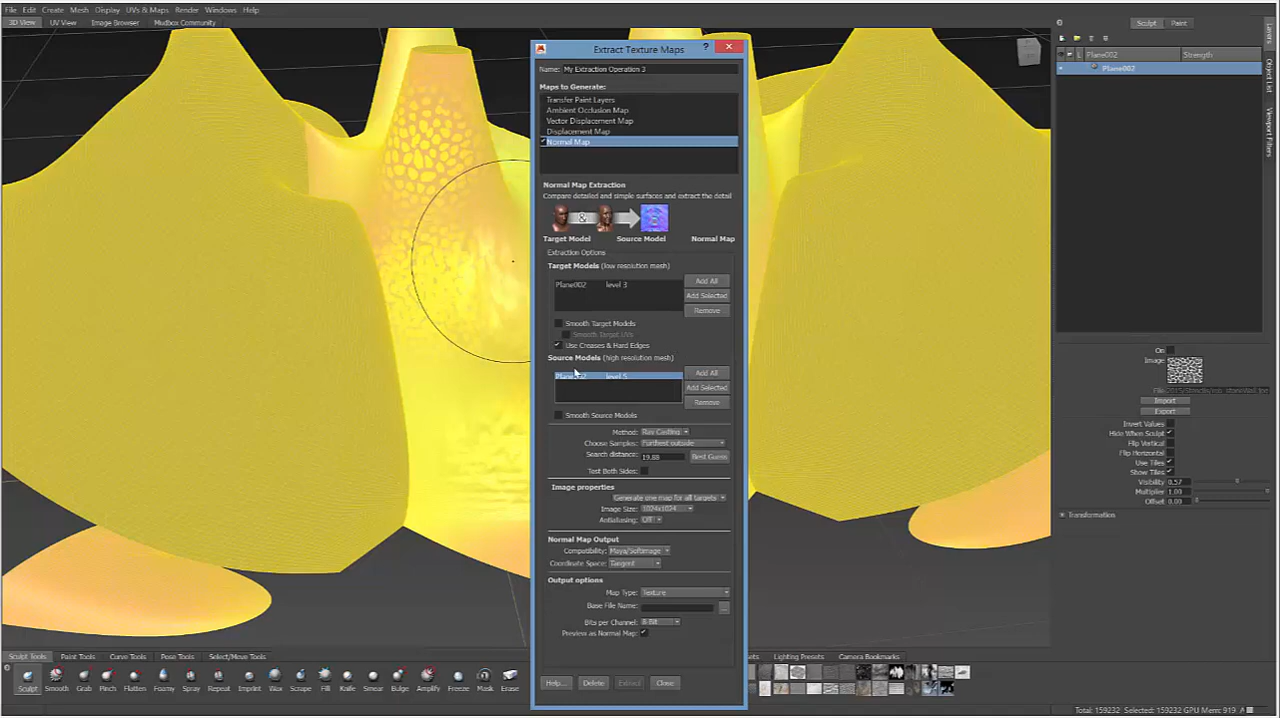 File Edit Create Mesh Display UVs & Maps Render Windows Help
3D View UV View Image Browser Mudbox Community
Extract Texture Maps
Name: My Extraction Operation 3
Maps to Generate:
Transfer Paint Layers
Ambient Occlusion Map
Vector Displacement Map
Displacement Map
Normal Map
Normal Map Extraction
Compare detailed and simple surfaces and extract the detail
&
Target Model Source Model Normal Map
Extraction Options
Target Models (low resolution mesh)
Plane002 level 3
Add All
Add Selected
Remove
Smooth Target Models
Smooth Target UVs
Use Creases & Hard Edges
Source Models (high resolution mesh)
level 5
Add All
Add Selected
Remove
Smooth Source Models
Method: Ray Casting
Choose Samples: Furthest outside
Search distance: 19.88 Best Guess
Test Both Sides:
Image properties
Generate one map for all targets
Image Size: 1024x1024
Antialiasing: Off
Normal Map Output
Compatibility: Maya/Softimage
Coordinate Space: Tangent
Output options
Map Type: Texture
Base File Name: ...
Bits per Channel: 8-Bit
Preview as Normal Map:
Help... Delete Extract Close
Sculpt Paint
L Plane002 Strength
Plane002
Layers
Object List
Viewport Filters
On
Image:
File:
Import
Export
Invert Values
Hide When Sculpt
Flip Vertical
Flip Horizontal
Use Tiles
Show Tiles
Visibility 0.57
Multiplier 1.00
Offset 0.00
Transformation
Sculpt Tools Paint Tools Curve Tools Pose Tools Select/Move Tools
Lighting Presets Camera Bookmarks
Sculpt Smooth Grab Pinch Flatten Foamy Spray Repeat Imprint Wax Scrape Fill Knife Smear Bulge Amplify Freeze Mask Erase
Total: 159232 Selected: 159232 GPU Mem: 919